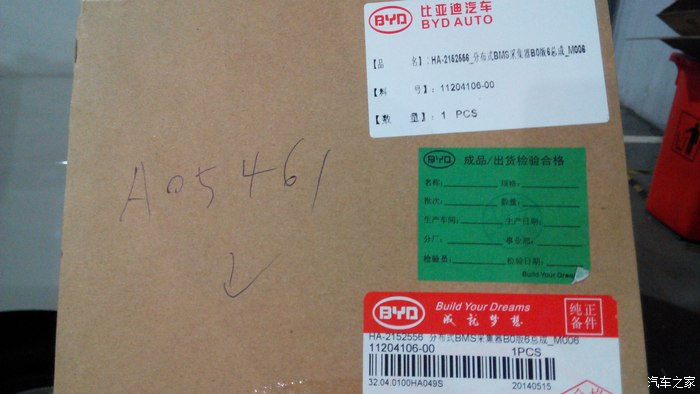 BYD 比亚迪汽车
BYD AUTO
【品 名】: HA-2152556_分布式BMS采集器B0版6总成_M006
【料 号】: 11204106-00
【数 量】: 1 PCS
BYD 成品/出货检验合格
名称: 规格:
批次: 数量:
生产车间: 生产日期:
分厂: 事业部:
检验员: 检验日期:
Build Your Dreams
A05461
BYD Build Your Dreams
成就梦想
纯正
备件
HA-2152556_分布式BMS采集器B0版6总成_M006
11204106-00 1PCS
32.04.0100HA049S 20140515
汽车之家